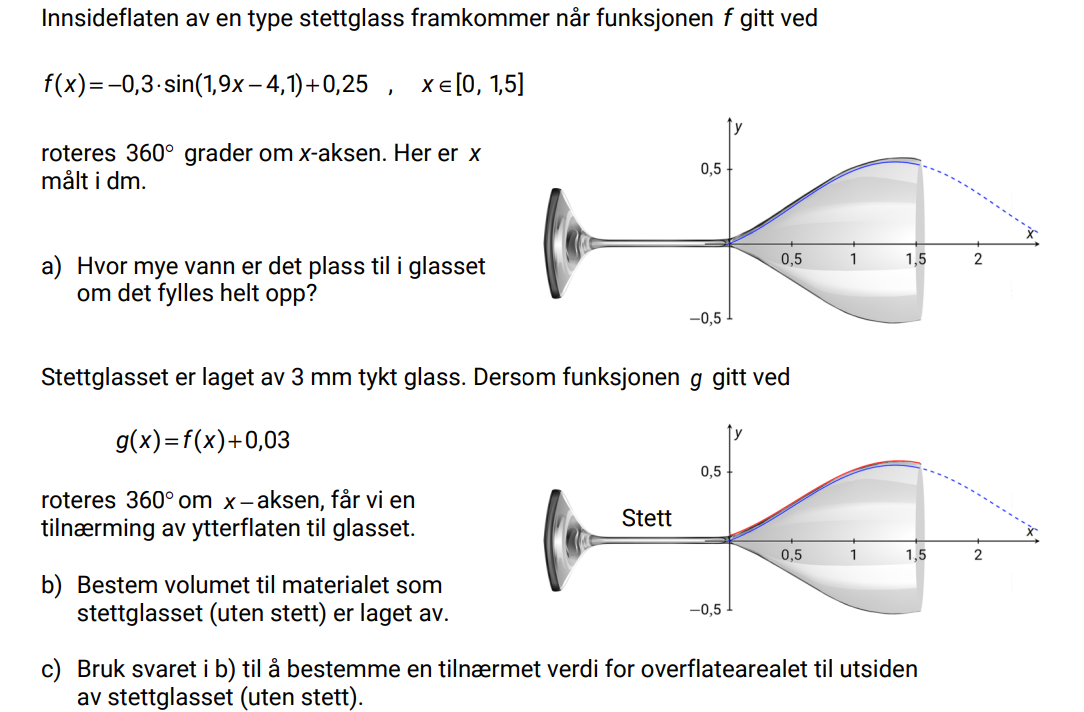 Innsideflaten av en type stettglass framkommer når funksjonen f gitt ved
f(x)=−0,3·sin(1,9x−4,1)+0,25 , x∈[0, 1,5]
roteres 360° grader om x-aksen. Her er x
målt i dm.
y
0,5
x
0,5 1 1,5 2
−0,5
a) Hvor mye vann er det plass til i glasset
om det fylles helt opp?
Stettglasset er laget av 3 mm tykt glass. Dersom funksjonen g gitt ved
g(x)=f(x)+0,03
roteres 360° om x−aksen, får vi en
tilnærming av ytterflaten til glasset.
y
0,5
Stett
x
0,5 1 1,5 2
−0,5
b) Bestem volumet til materialet som
stettglasset (uten stett) er laget av.
c) Bruk svaret i b) til å bestemme en tilnærmet verdi for overflatearealet til utsiden
av stettglasset (uten stett).